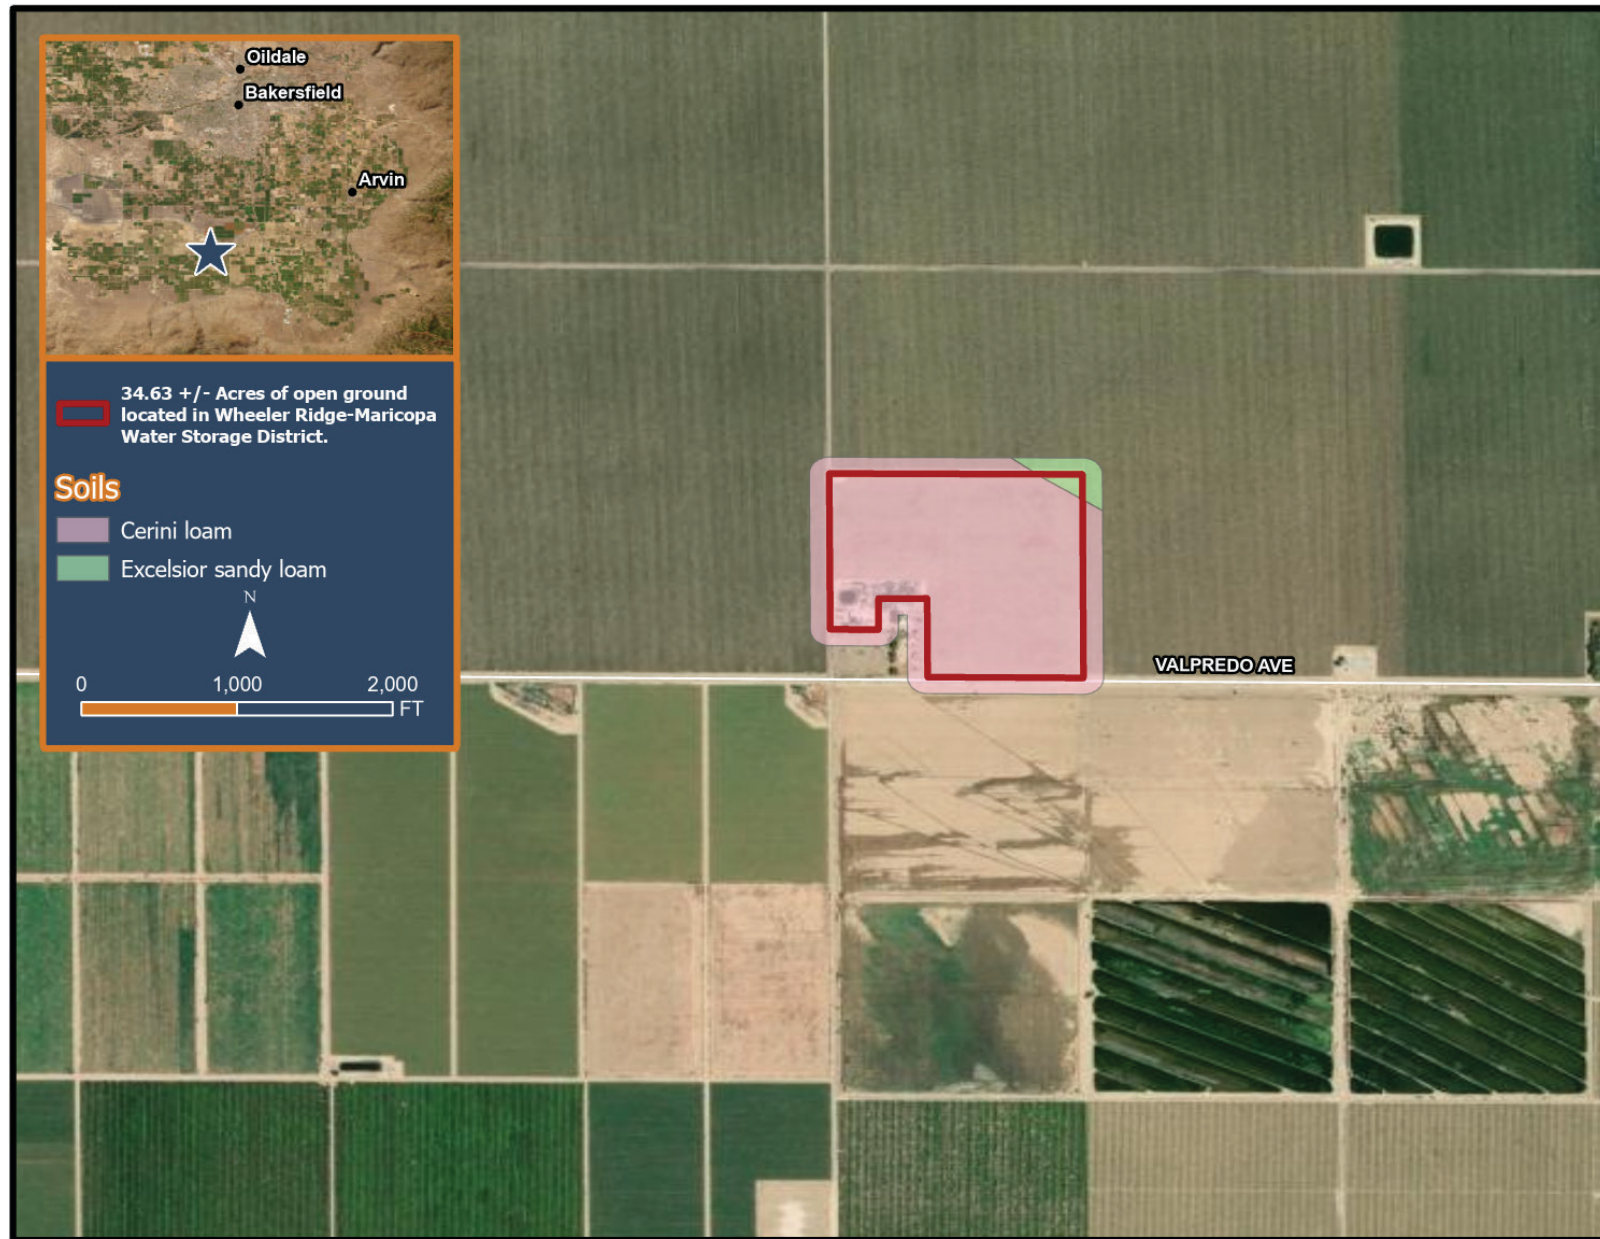 Oildale
Bakersfield
Arvin
34.63 +/- Acres of open ground
located in Wheeler Ridge-Maricopa
Water Storage District.
Soils
Cerini loam
Excelsior sandy loam
N
0 1,000 2,000
FT
VALPREDO AVE